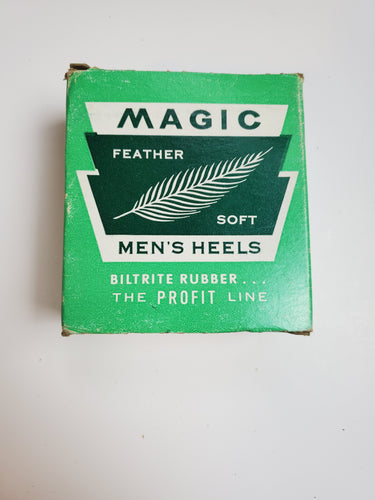 MAGIC
FEATHER
SOFT
MEN'S HEELS
BILTRITE RUBBER...
THE PROFIT LINE